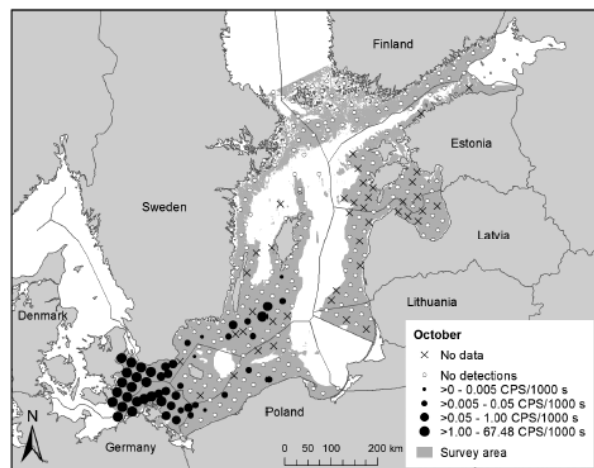 Finland
Estonia
Sweden
Latvia
Lithuania
Denmark
October
No data
No detections
>0 - 0.005 CPS/1000 s
>0.005 - 0.05 CPS/1000 s
>0.05 - 1.00 CPS/1000 s
>1.00 - 67.48 CPS/1000 s
Survey area
N
Poland
Germany
0 50 100 200 km